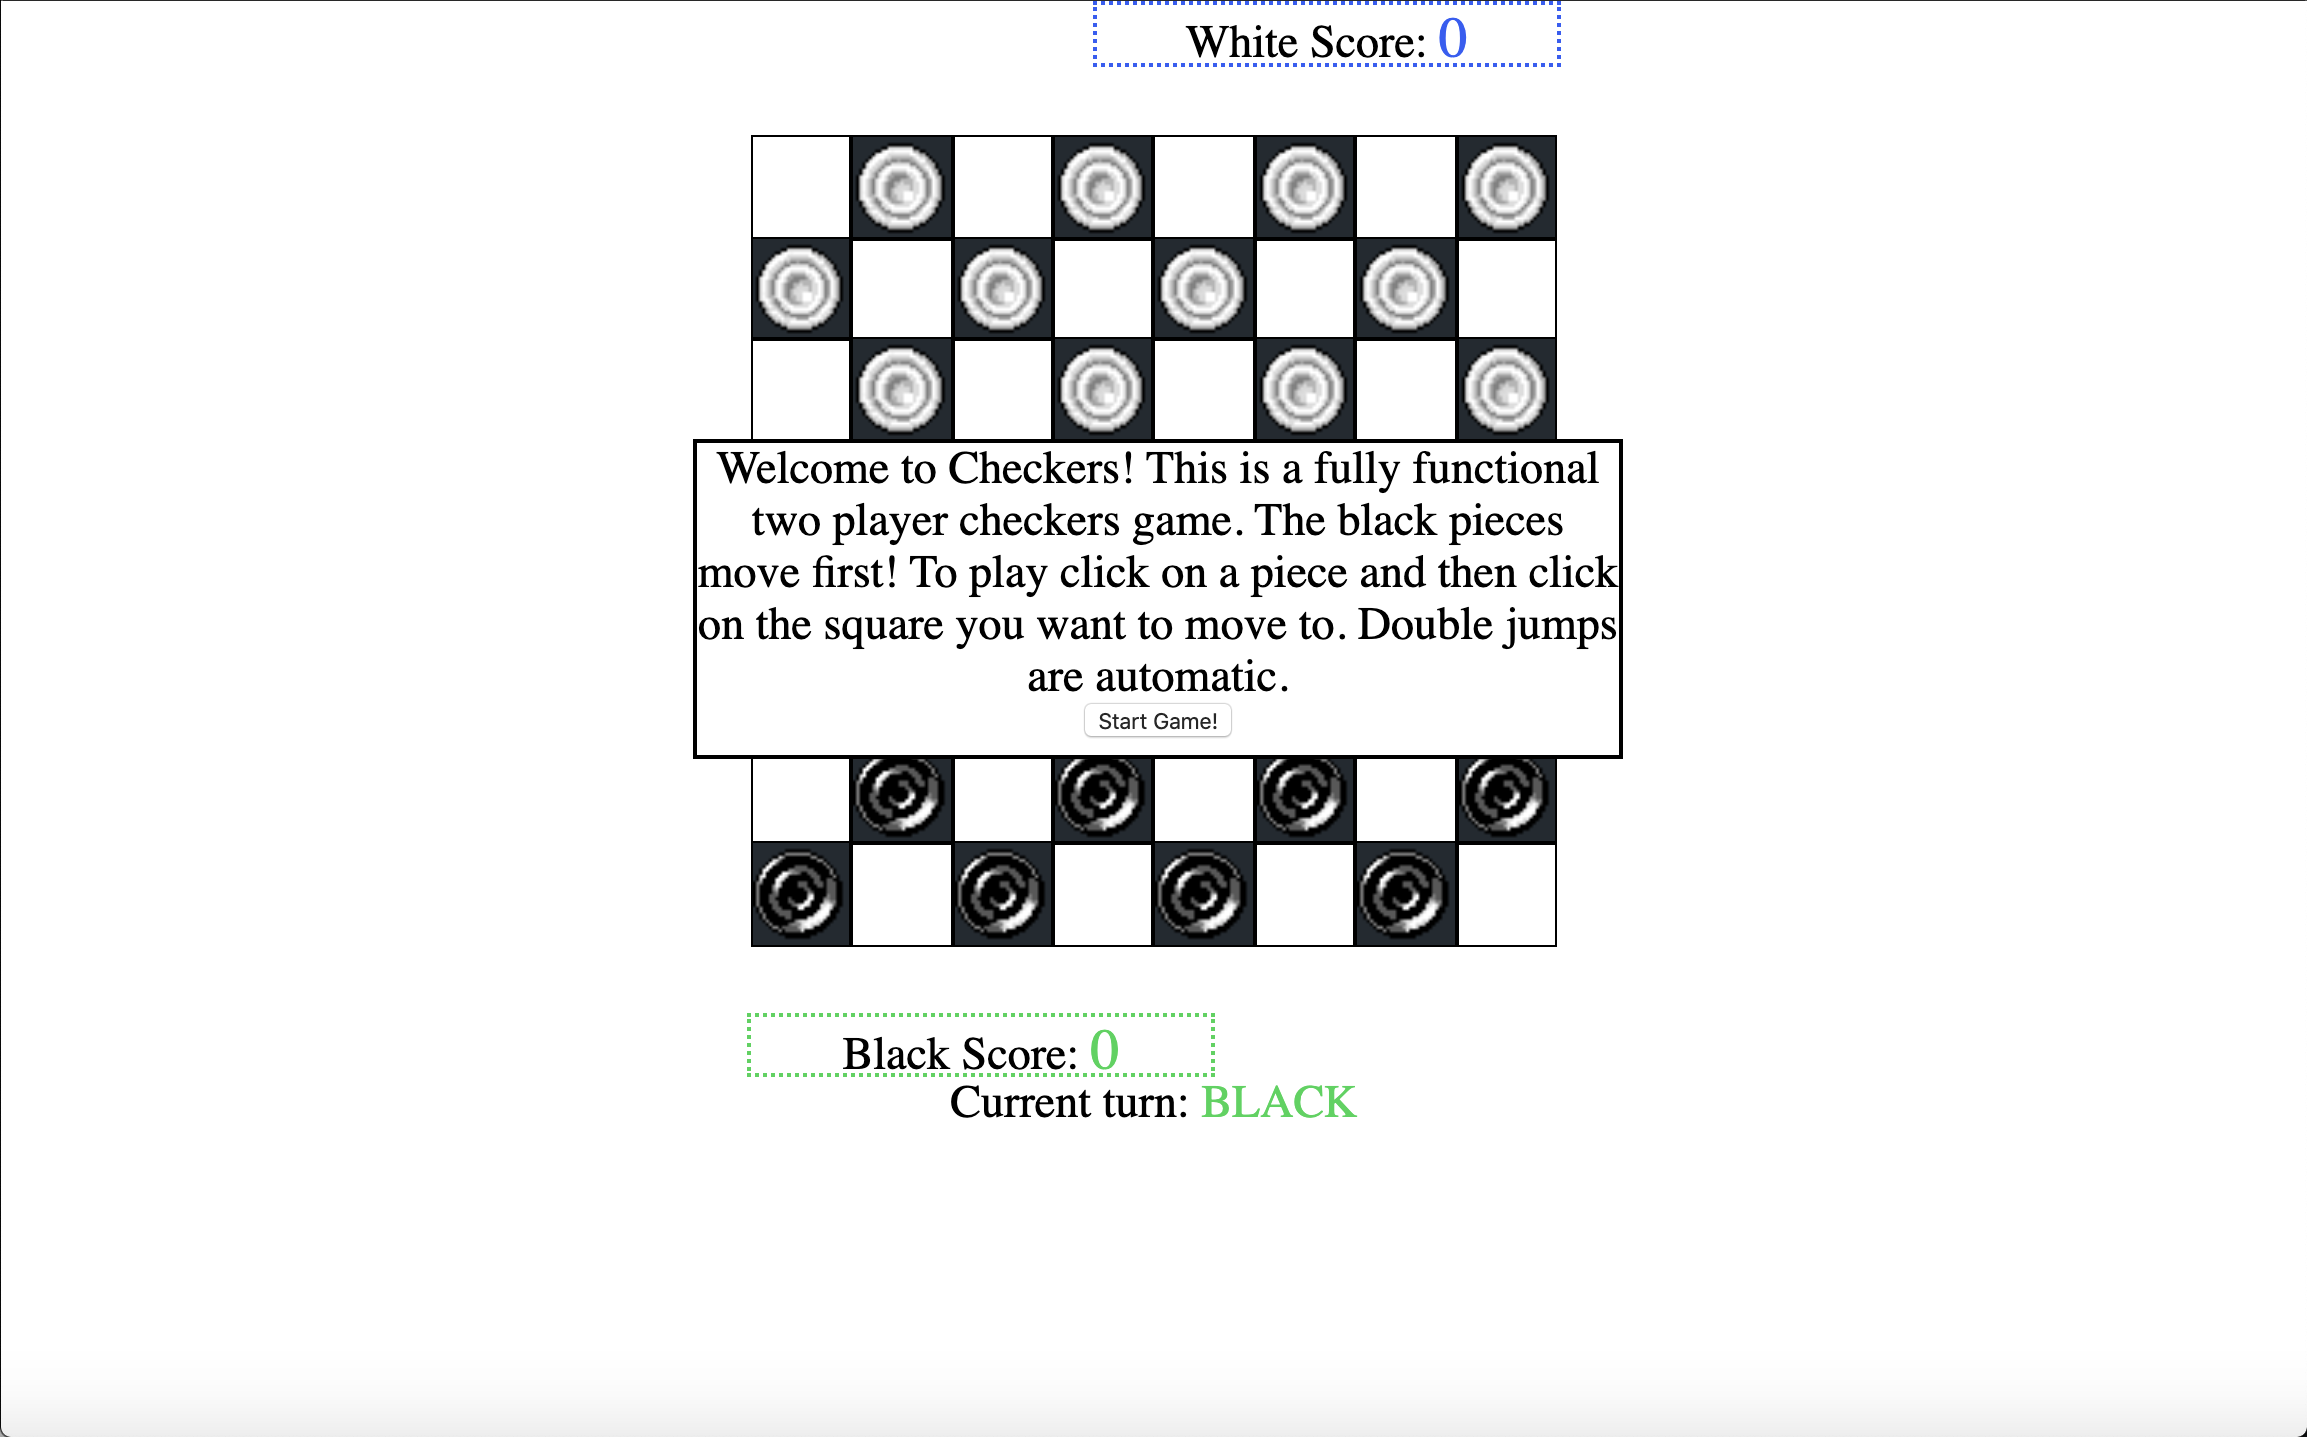 White Score: 0
Welcome to Checkers! This is a fully functional
two player checkers game. The black pieces
move first! To play click on a piece and then click
on the square you want to move to. Double jumps
are automatic.
Start Game!
Black Score: 0
Current turn: BLACK